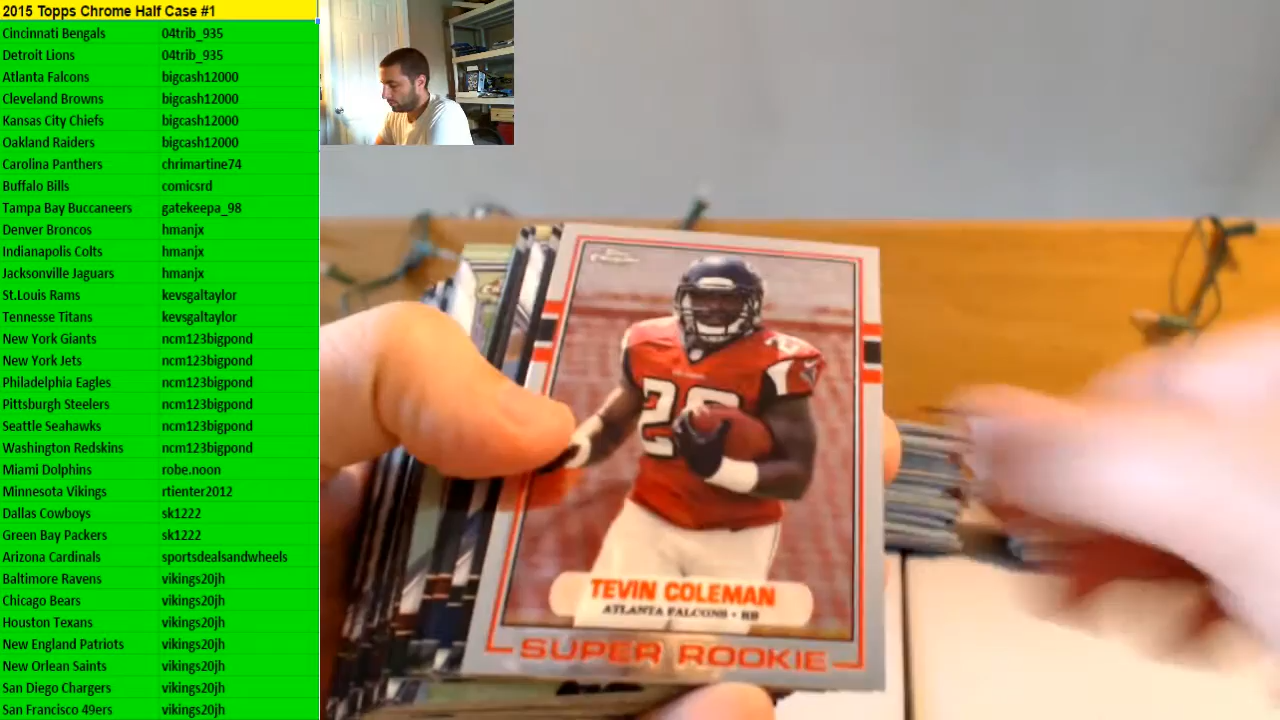 2015 Topps Chrome Half Case #1
Cincinnati Bengals 04trib_935
Detroit Lions 04trib_935
Atlanta Falcons bigcash12000
Cleveland Browns bigcash12000
Kansas City Chiefs bigcash12000
Oakland Raiders bigcash12000
Carolina Panthers chrimartine74
Buffalo Bills comicsrd
Tampa Bay Buccaneers gatekeepa_98
Denver Broncos hmanjx
Indianapolis Colts hmanjx
Jacksonville Jaguars hmanjx
St.Louis Rams kevsgaltaylor
Tennesse Titans kevsgaltaylor
New York Giants ncm123bigpond
New York Jets ncm123bigpond
Philadelphia Eagles ncm123bigpond
Pittsburgh Steelers ncm123bigpond
Seattle Seahawks ncm123bigpond
Washington Redskins ncm123bigpond
Miami Dolphins robe.noon
Minnesota Vikings rtienter2012
Dallas Cowboys sk1222
Green Bay Packers sk1222
Arizona Cardinals sportsdealsandwheels
Baltimore Ravens vikings20jh
Chicago Bears vikings20jh
Houston Texans vikings20jh
New England Patriots vikings20jh
New Orlean Saints vikings20jh
San Diego Chargers vikings20jh
San Francisco 49ers vikings20jh
TEVIN COLEMAN
ATLANTA FALCONS • RB
SUPER ROOKIE